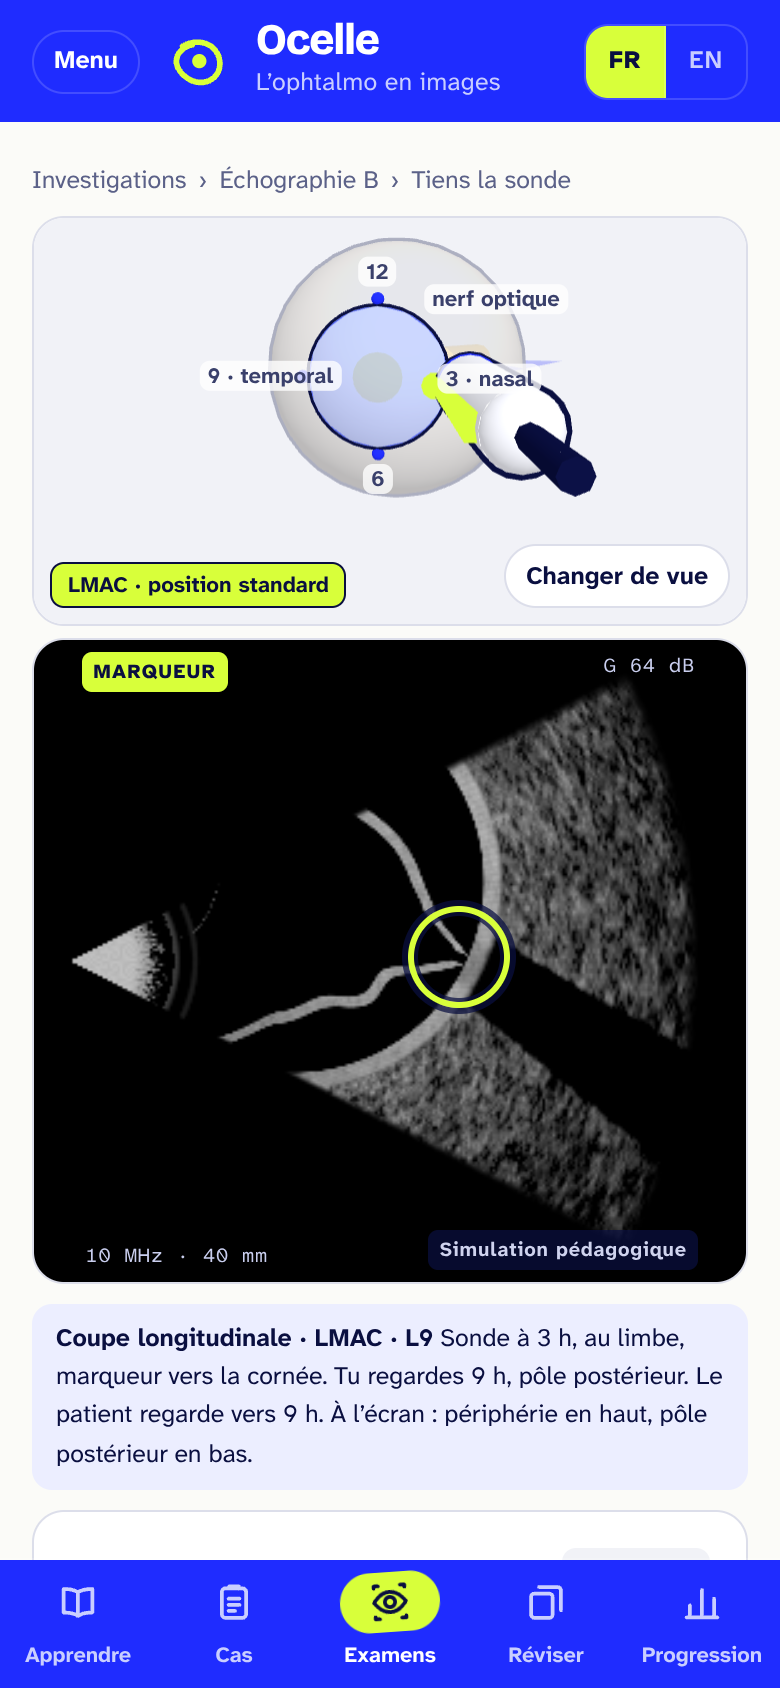 Menu
Ocelle
L'ophtalmo en images
FR
EN
Investigations › Échographie B › Tiens la sonde
12
nerf optique
9 · temporal
3 · nasal
6
LMAC · position standard
Changer de vue
MARQUEUR
G 64 dB
10 MHz · 40 mm
Simulation pédagogique
Coupe longitudinale · LMAC · L9 Sonde à 3 h, au limbe,
marqueur vers la cornée. Tu regardes 9 h, pôle postérieur. Le
patient regarde vers 9 h. À l'écran : périphérie en haut, pôle
postérieur en bas.
Apprendre
Cas
Examens
Réviser
Progression